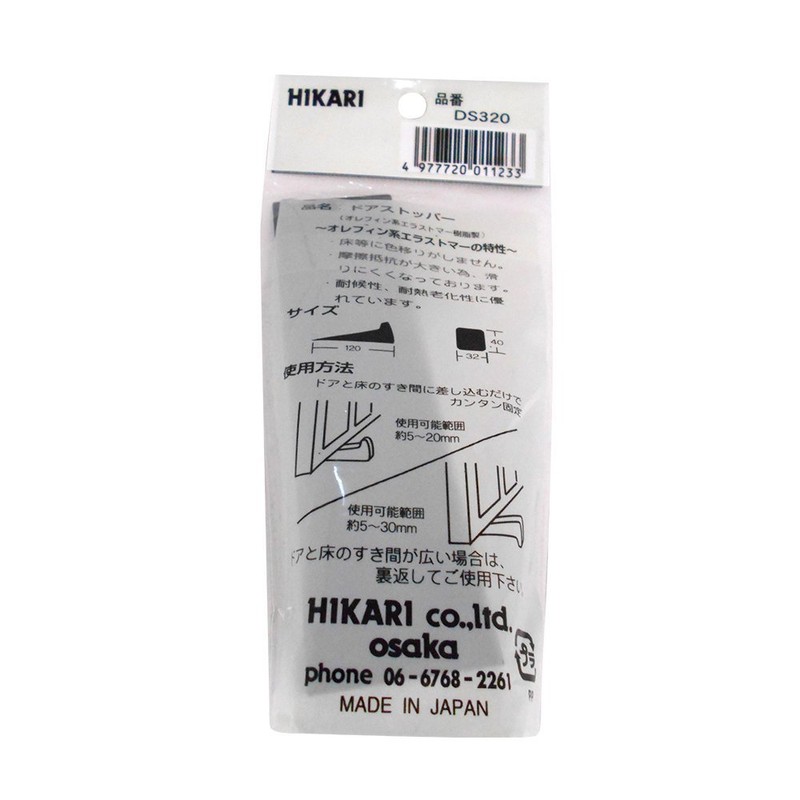 HIKARI
品番
DS320
4 977720 011233
品名 ドアストッパー
(オレフィン系エラストマー樹脂製)
~オレフィン系エラストマーの特性~
・床等に色移りがしません。
・摩擦抵抗が大きい為、滑
りにくくなっております。
・耐候性、耐熱老化性に優
れています。
サイズ
120
32
40
使用方法
ドアと床のすき間に差し込むだけで
カンタン固定
使用可能範囲
約5~20mm
使用可能範囲
約5~30mm
ドアと床のすき間が広い場合は、
裏返してご使用下さい
HIKARI co.,ltd.
osaka
phone 06-6768-2261
MADE IN JAPAN
プラ